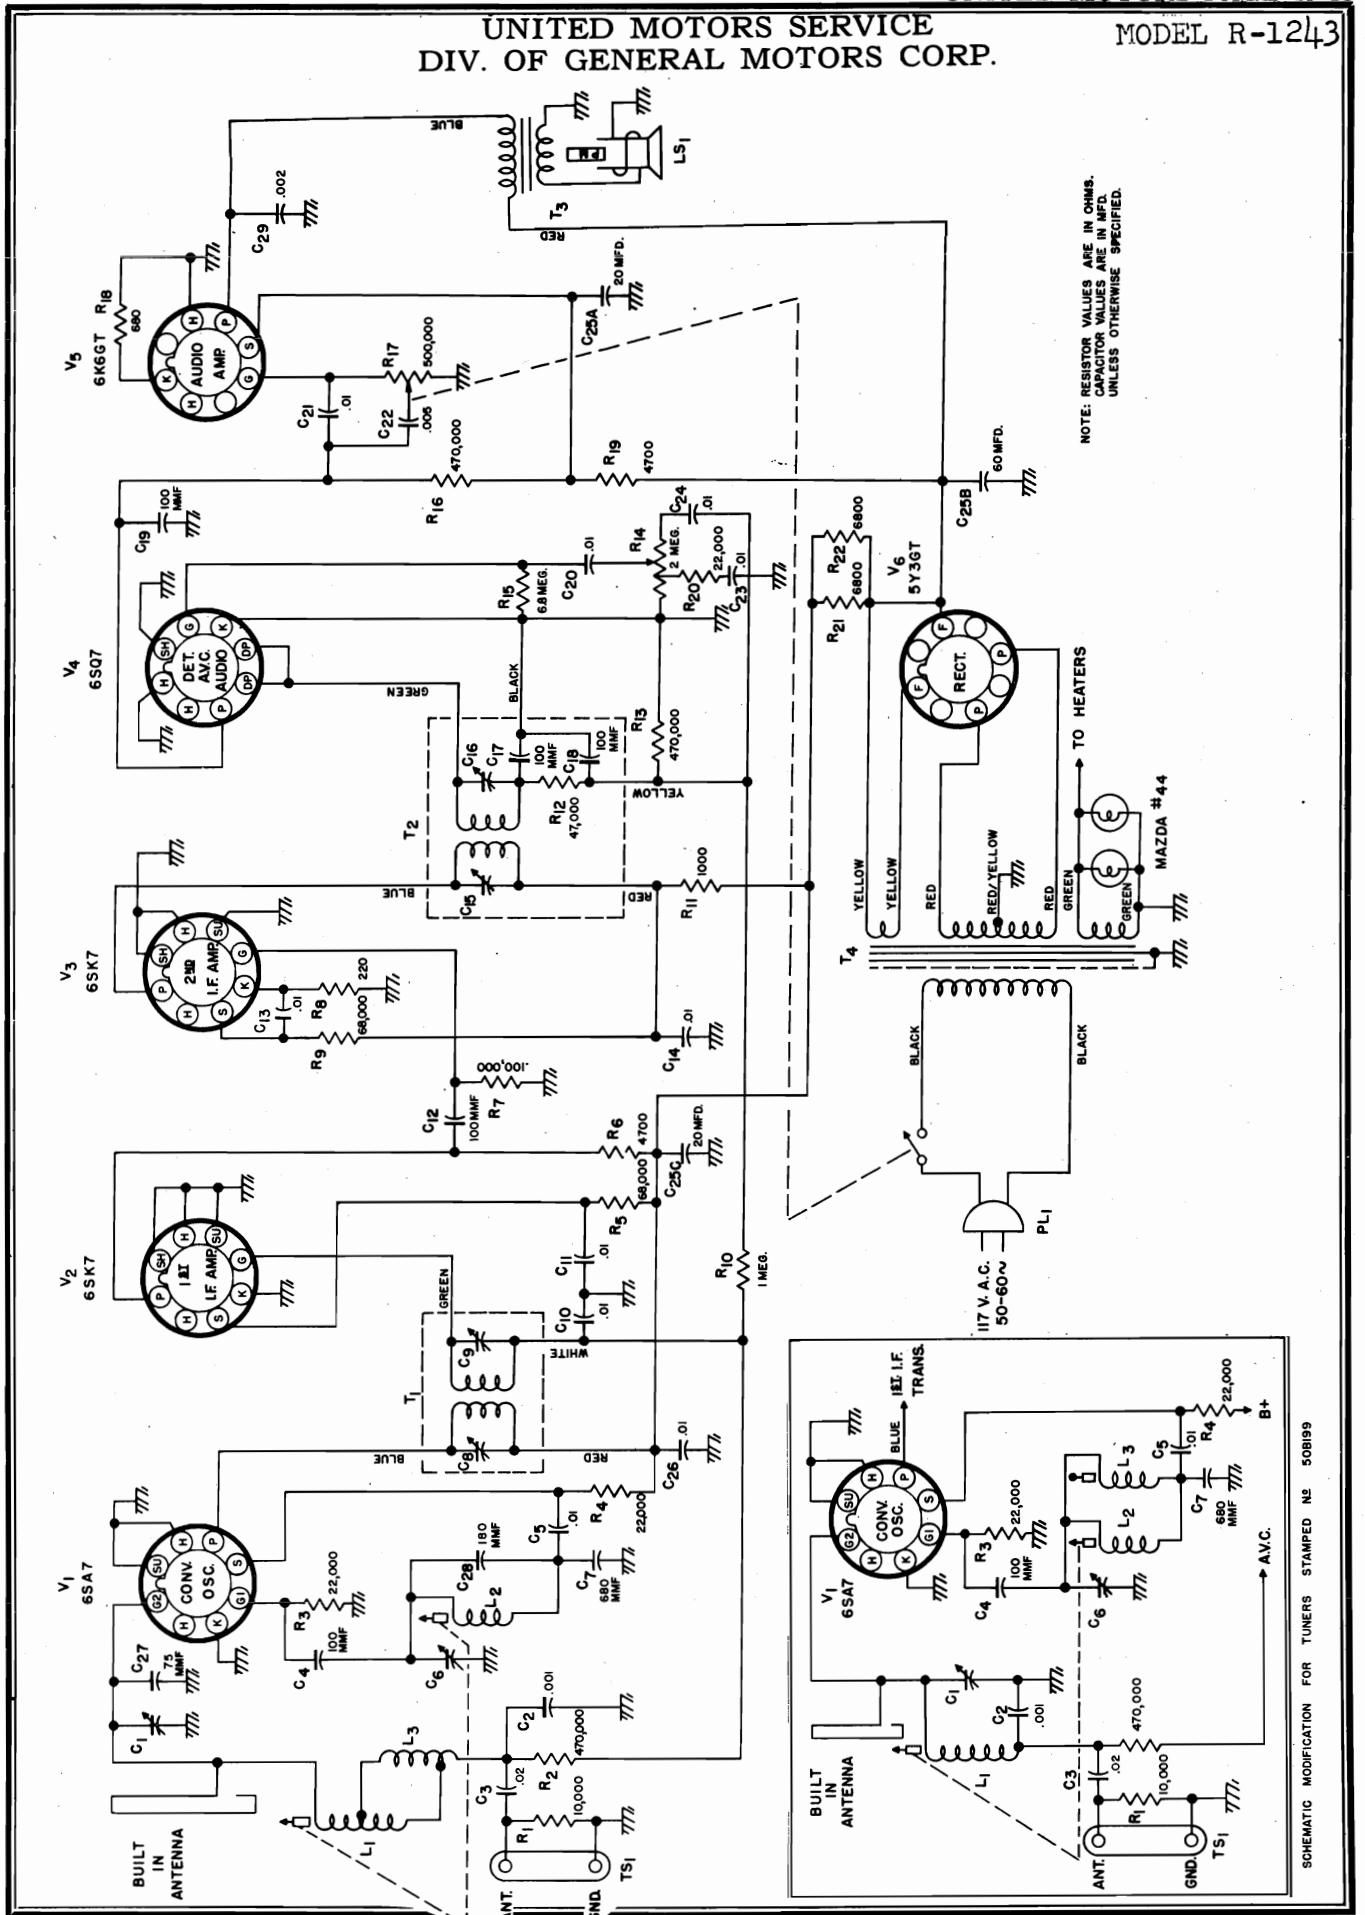 UNITED MOTORS SERVICE
DIV. OF GENERAL MOTORS CORP.
MODEL R-1243
V5
6K6GT
R18
680
K
H
P
S
G
H
AUDIO
AMP.
C29
.002
BLUE
T3
RED
PM
LS1
C21
.01
R17
500,000
C22
.005
C25A
20 MFD.
R16
470,000
R19
4700
NOTE: RESISTOR VALUES ARE IN OHMS.
CAPACITOR VALUES ARE IN MFD.
UNLESS OTHERWISE SPECIFIED.
C25B
60 MFD.
V4
6SQ7
C19
100
MMF
SH
G
K
DP
DP
P
H
H
DET.
A.V.C.
AUDIO
R15
6.8 MEG.
C20
.01
R14
2 MEG.
C24
.01
R20
22,000
C23
.01
GREEN
BLACK
R21
6800
R22
6800
V6
5Y3GT
F
F
P
P
RECT.
T2
C16
C17
100
MMF
C18
100
MMF
R12
47,000
R13
470,000
YELLOW
C15
BLUE
RED
R11
1000
V3
6SK7
H
SU
SH
G
P
K
H
S
2ND
I.F. AMP.
C13
.01
R8
220
R9
68,000
C14
.01
YELLOW
YELLOW
RED
RED/YELLOW
RED
GREEN
GREEN
TO HEATERS
MAZDA #44
T4
BLACK
BLACK
C12
100 MMF
R7
.100,000
R6
4700
R5
68,000
C25C
20 MFD.
V2
6SK7
H
SU
SH
G
P
K
H
S
1ST
I.F. AMP.
GREEN
C11
.01
C10
.01
WHITE
R10
1 MEG.
PL1
117 V. A.C.
50-60~
T1
C9
C8
BLUE
RED
C26
.01
V1
6SA7
H
P
SU
S
G2
G1
H
K
CONV.
OSC.
R3
22,000
C4
100
MMF
C28
180
MMF
C5
.01
R4
22,000
L2
C7
680
MMF
C6
C27
75
MMF
C1
L3
L1
C2
.001
C3
.02
R2
470,000
R1
10,000
TS1
BUILT
IN
ANTENNA
V1
6SA7
H
P
SU
S
G2
G1
H
K
CONV.
OSC.
BLUE
1ST. I.F.
TRANS.
R3
22,000
C4
100
MMF
L3
L2
C5
.01
R4
22,000
B+
C7
680
MMF
C6
C1
C2
.001
L1
A.V.C.
C3
.02
470,000
R1
10,000
BUILT
IN
ANTENNA
ANT.
GND.
TS1
SCHEMATIC MODIFICATION FOR TUNERS STAMPED Nº 508199